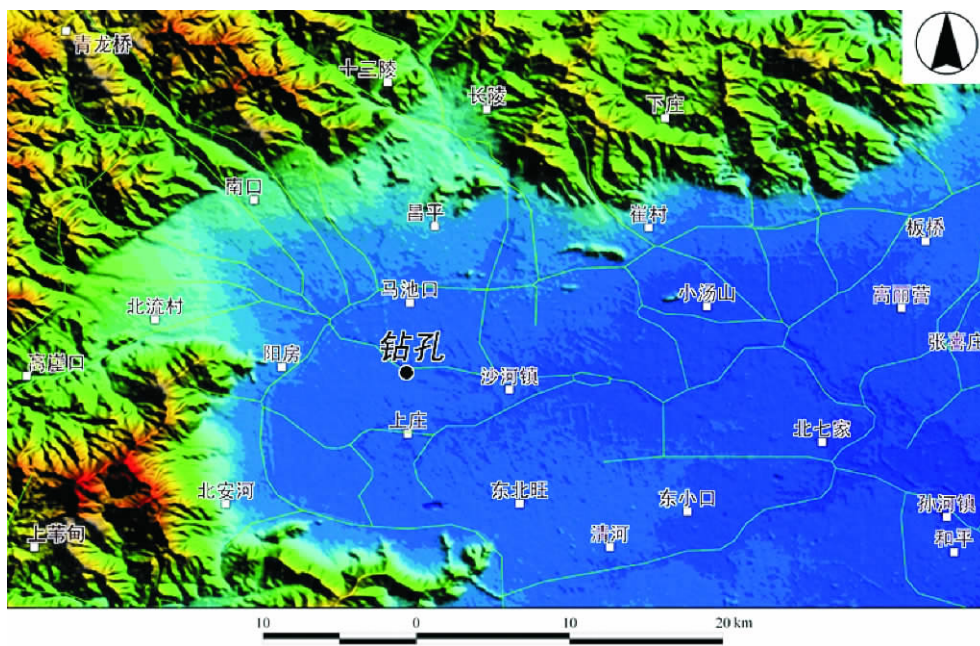 青龙桥
十三陵
长陵
下庄
南口
昌平
崔村
板桥
北流村
马池口
小汤山
高丽营
高崖口
阳房
钻孔
沙河镇
张喜庄
上庄
北七家
北安河
东北旺
东小口
孙河镇
上苇甸
清河
和平
10 0 10 20 km